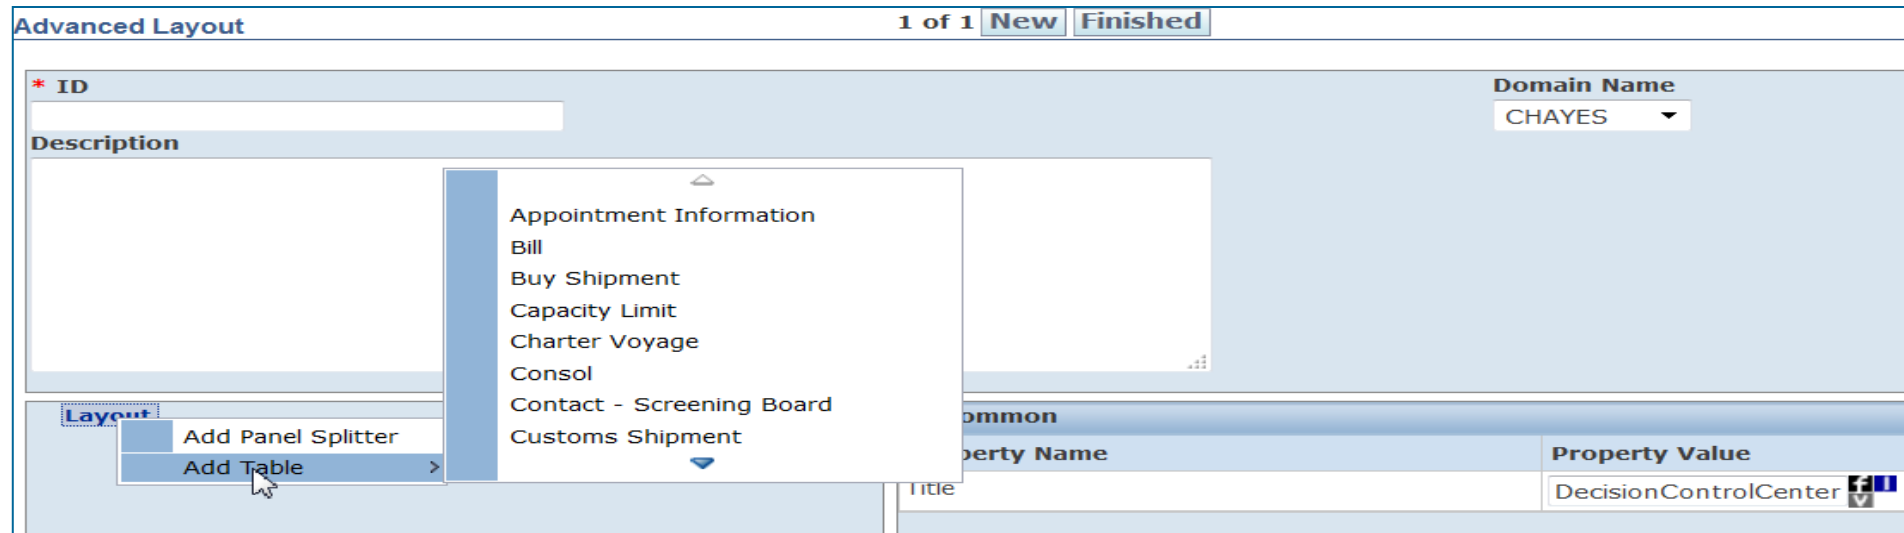 Advanced Layout
1 of 1 New Finished
* ID
Domain Name
CHAYES
Description
Appointment Information
Bill
Buy Shipment
Capacity Limit
Charter Voyage
Consol
Contact - Screening Board
Customs Shipment
Layout
Add Panel Splitter
Add Table >
ommon
perty Name
Property Value
Title
DecisionControlCenter